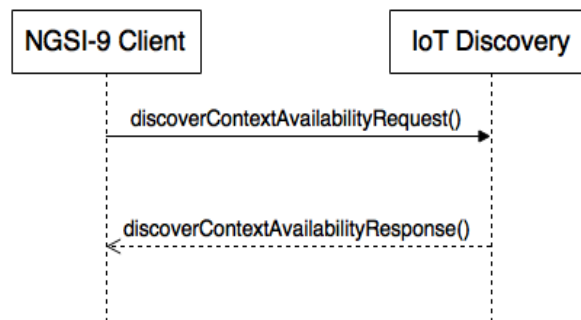 NGSI-9 Client
IoT Discovery
discoverContextAvailabilityRequest()
discoverContextAvailabilityResponse()